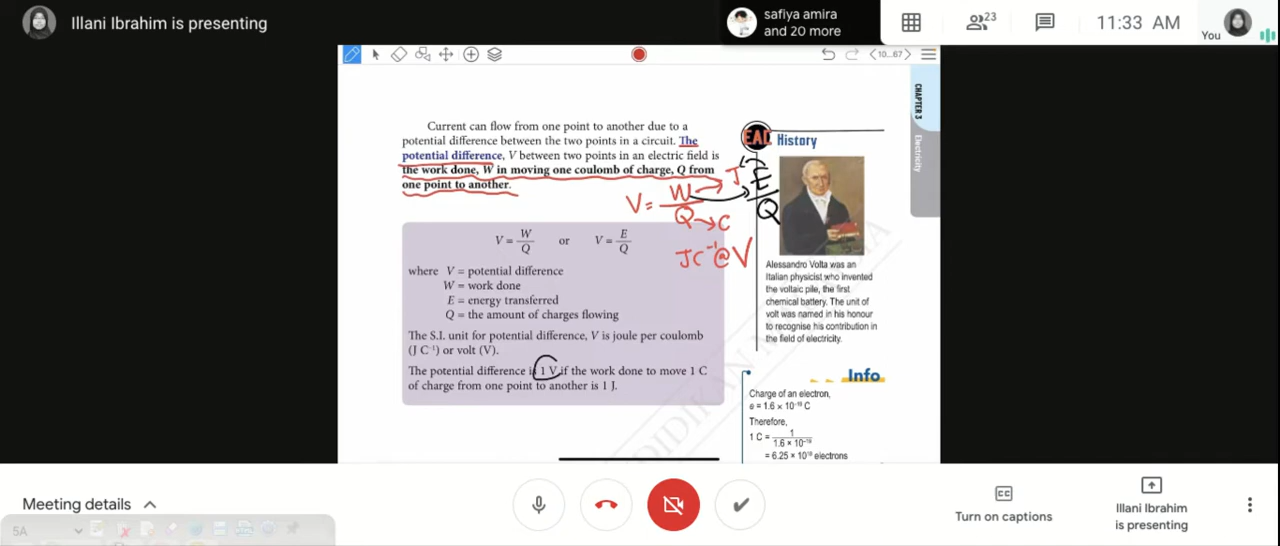 Illani Ibrahim is presenting
safiya amira
and 20 more
23
11:33 AM
You
10...67
CHAPTER 3
Electricity
Current can flow from one point to another due to a
potential difference between the two points in a circuit. The
potential difference, V between two points in an electric field is
the work done, W in moving one coulomb of charge, Q from
one point to another.
V = W/Q → J
→ C
E/Q
JC⁻¹ @ V
V = W/Q or V = E/Q
where V = potential difference
W = work done
E = energy transferred
Q = the amount of charges flowing
The S.I. unit for potential difference, V is joule per coulomb
(J C⁻¹) or volt (V).
The potential difference is 1 V if the work done to move 1 C
of charge from one point to another is 1 J.
History
Alessandro Volta was an
Italian physicist who invented
the voltaic pile, the first
chemical battery. The unit of
volt was named in his honour
to recognise his contribution in
the field of electricity.
Info
Charge of an electron,
e = 1.6 × 10⁻¹⁹ C
Therefore,
1 C = 1/1.6 × 10⁻¹⁹
= 6.25 × 10¹⁸ electrons
Meeting details
CC
Turn on captions
Illani Ibrahim
is presenting
5A